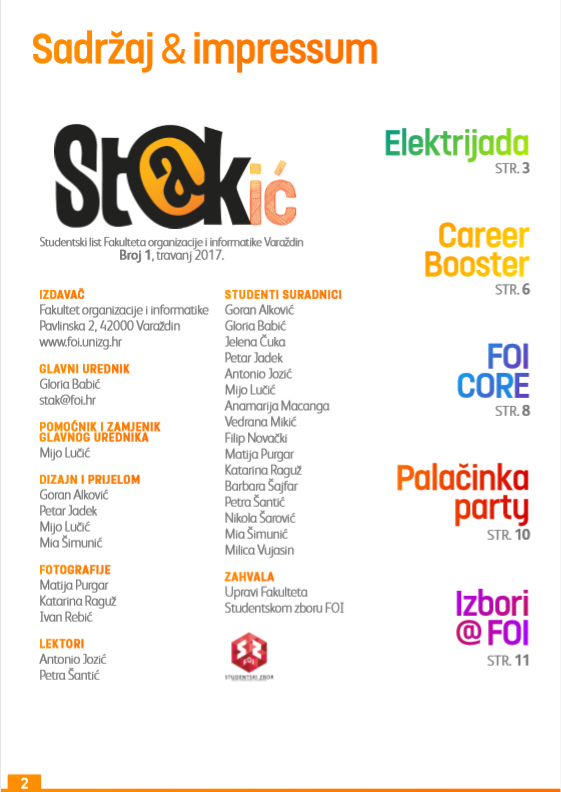 Sadržaj & impressum
St@kić
Studentski list Fakulteta organizacije i informatike Varaždin
Broj 1, travanj 2017.
IZDAVAČ
Fakultet organizacije i informatike
Pavlinska 2, 42000 Varaždin
www.foi.unizg.hr
GLAVNI UREDNIK
Gloria Babić
stak@foi.hr
POMOĆNIK I ZAMJENIK
GLAVNOG UREDNIKA
Mijo Lučić
DIZAJN I PRIJELOM
Goran Alković
Petar Jadek
Mijo Lučić
Mia Šimunić
FOTOGRAFIJE
Matija Purgar
Katarina Raguž
Ivan Rebić
LEKTORI
Antonio Jozić
Petra Šantić
STUDENTI SURADNICI
Goran Alković
Gloria Babić
Jelena Čuka
Petar Jadek
Antonio Jozić
Mijo Lučić
Anamarija Macanga
Vedrana Mikić
Filip Novački
Matija Purgar
Katarina Raguž
Barbara Šajfar
Petra Šantić
Nikola Šarović
Mia Šimunić
Milica Vujasin
ZAHVALA
Upravi Fakulteta
Studentskom zboru FOI
SZ
FOI
STUDENTSKI ZBOR
Elektrijada
STR. 3
Career
Booster
STR. 6
FOI
CORE
STR. 8
Palačinka
party
STR. 10
Izbori
@ FOI
STR. 11
2